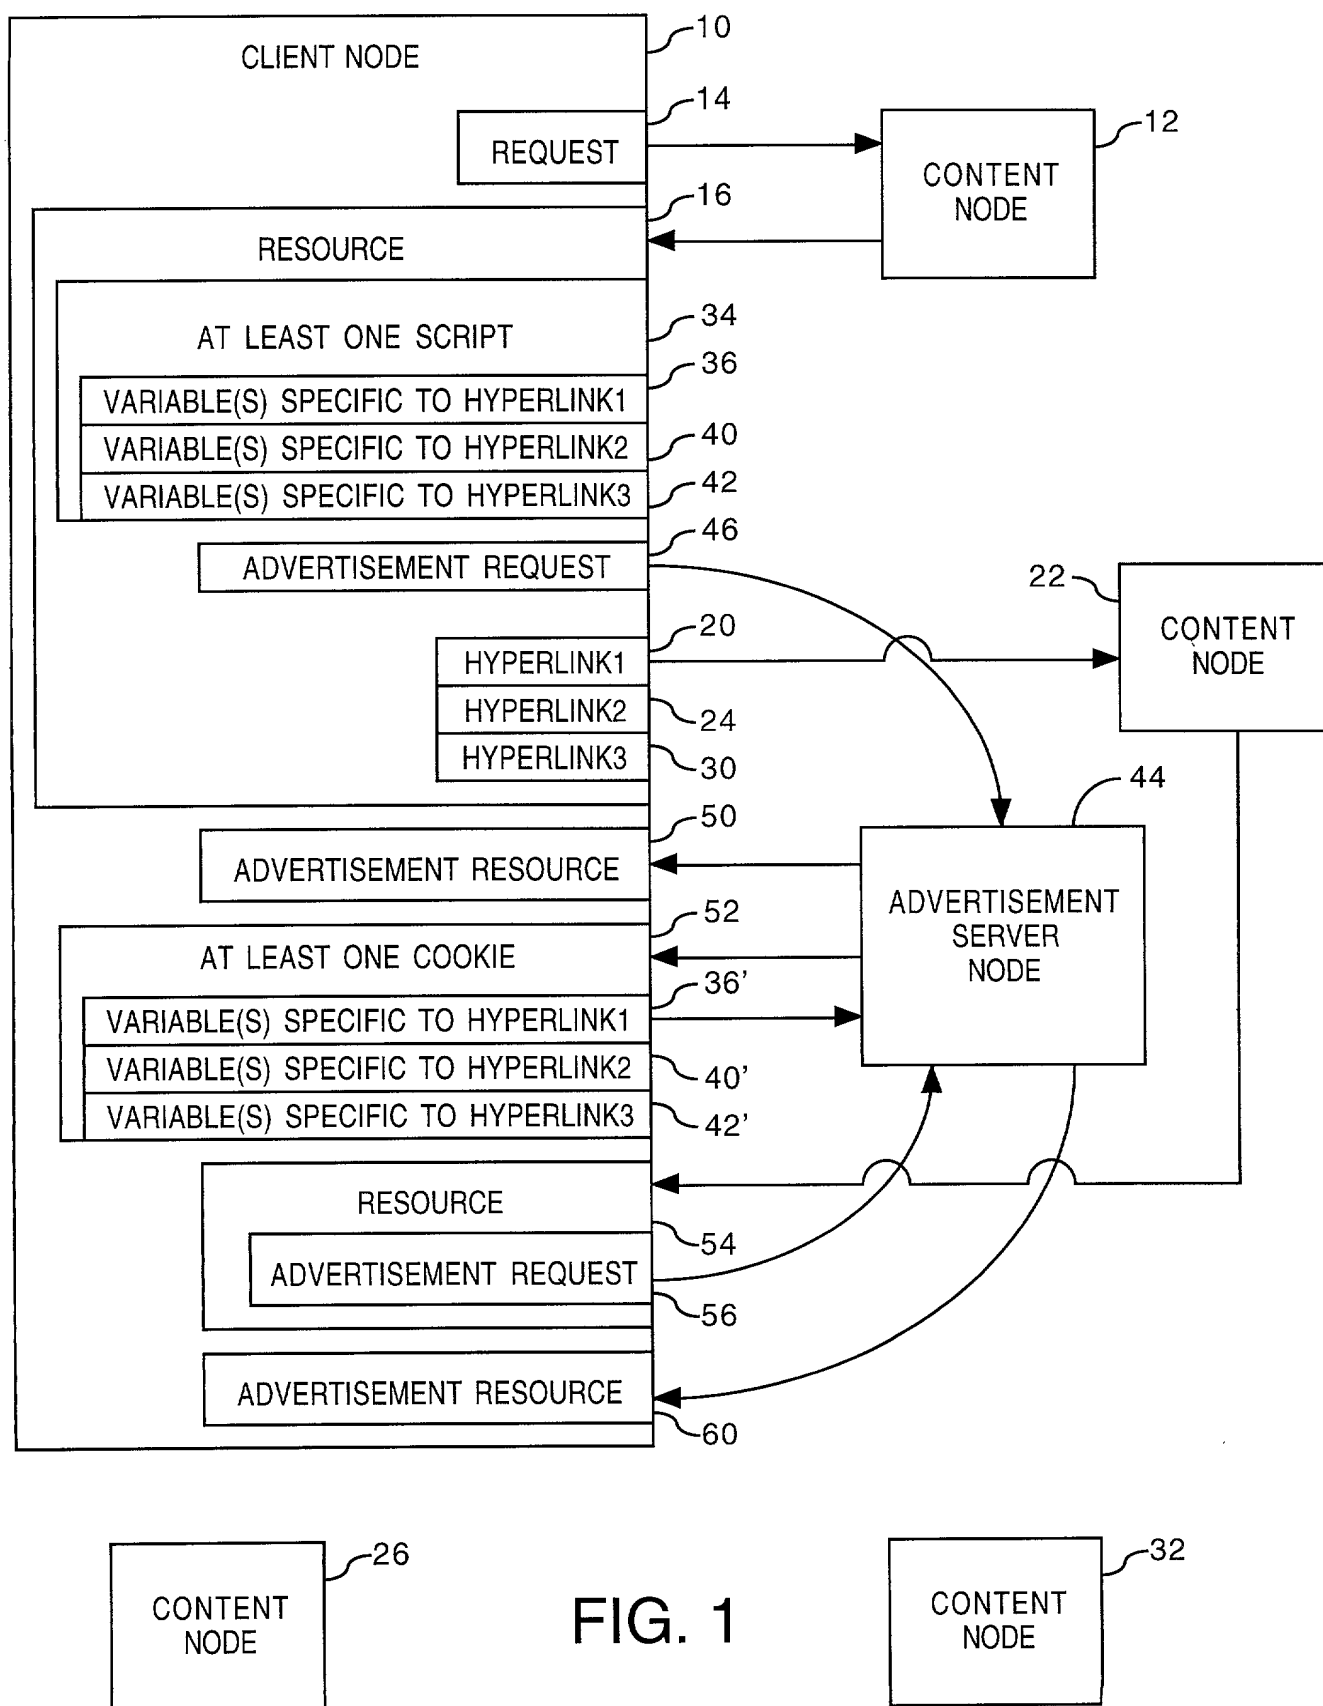 CLIENT NODE
10
14
REQUEST
12
CONTENT
NODE
16
RESOURCE
34
AT LEAST ONE SCRIPT
36
VARIABLE(S) SPECIFIC TO HYPERLINK1
VARIABLE(S) SPECIFIC TO HYPERLINK2
40
VARIABLE(S) SPECIFIC TO HYPERLINK3
42
46
ADVERTISEMENT REQUEST
22
CONTENT
NODE
20
HYPERLINK1
HYPERLINK2
24
HYPERLINK3
30
44
50
ADVERTISEMENT RESOURCE
ADVERTISEMENT
SERVER
NODE
52
AT LEAST ONE COOKIE
36'
VARIABLE(S) SPECIFIC TO HYPERLINK1
VARIABLE(S) SPECIFIC TO HYPERLINK2
40'
VARIABLE(S) SPECIFIC TO HYPERLINK3
42'
RESOURCE
54
ADVERTISEMENT REQUEST
56
ADVERTISEMENT RESOURCE
60
26
CONTENT
NODE
FIG. 1
32
CONTENT
NODE